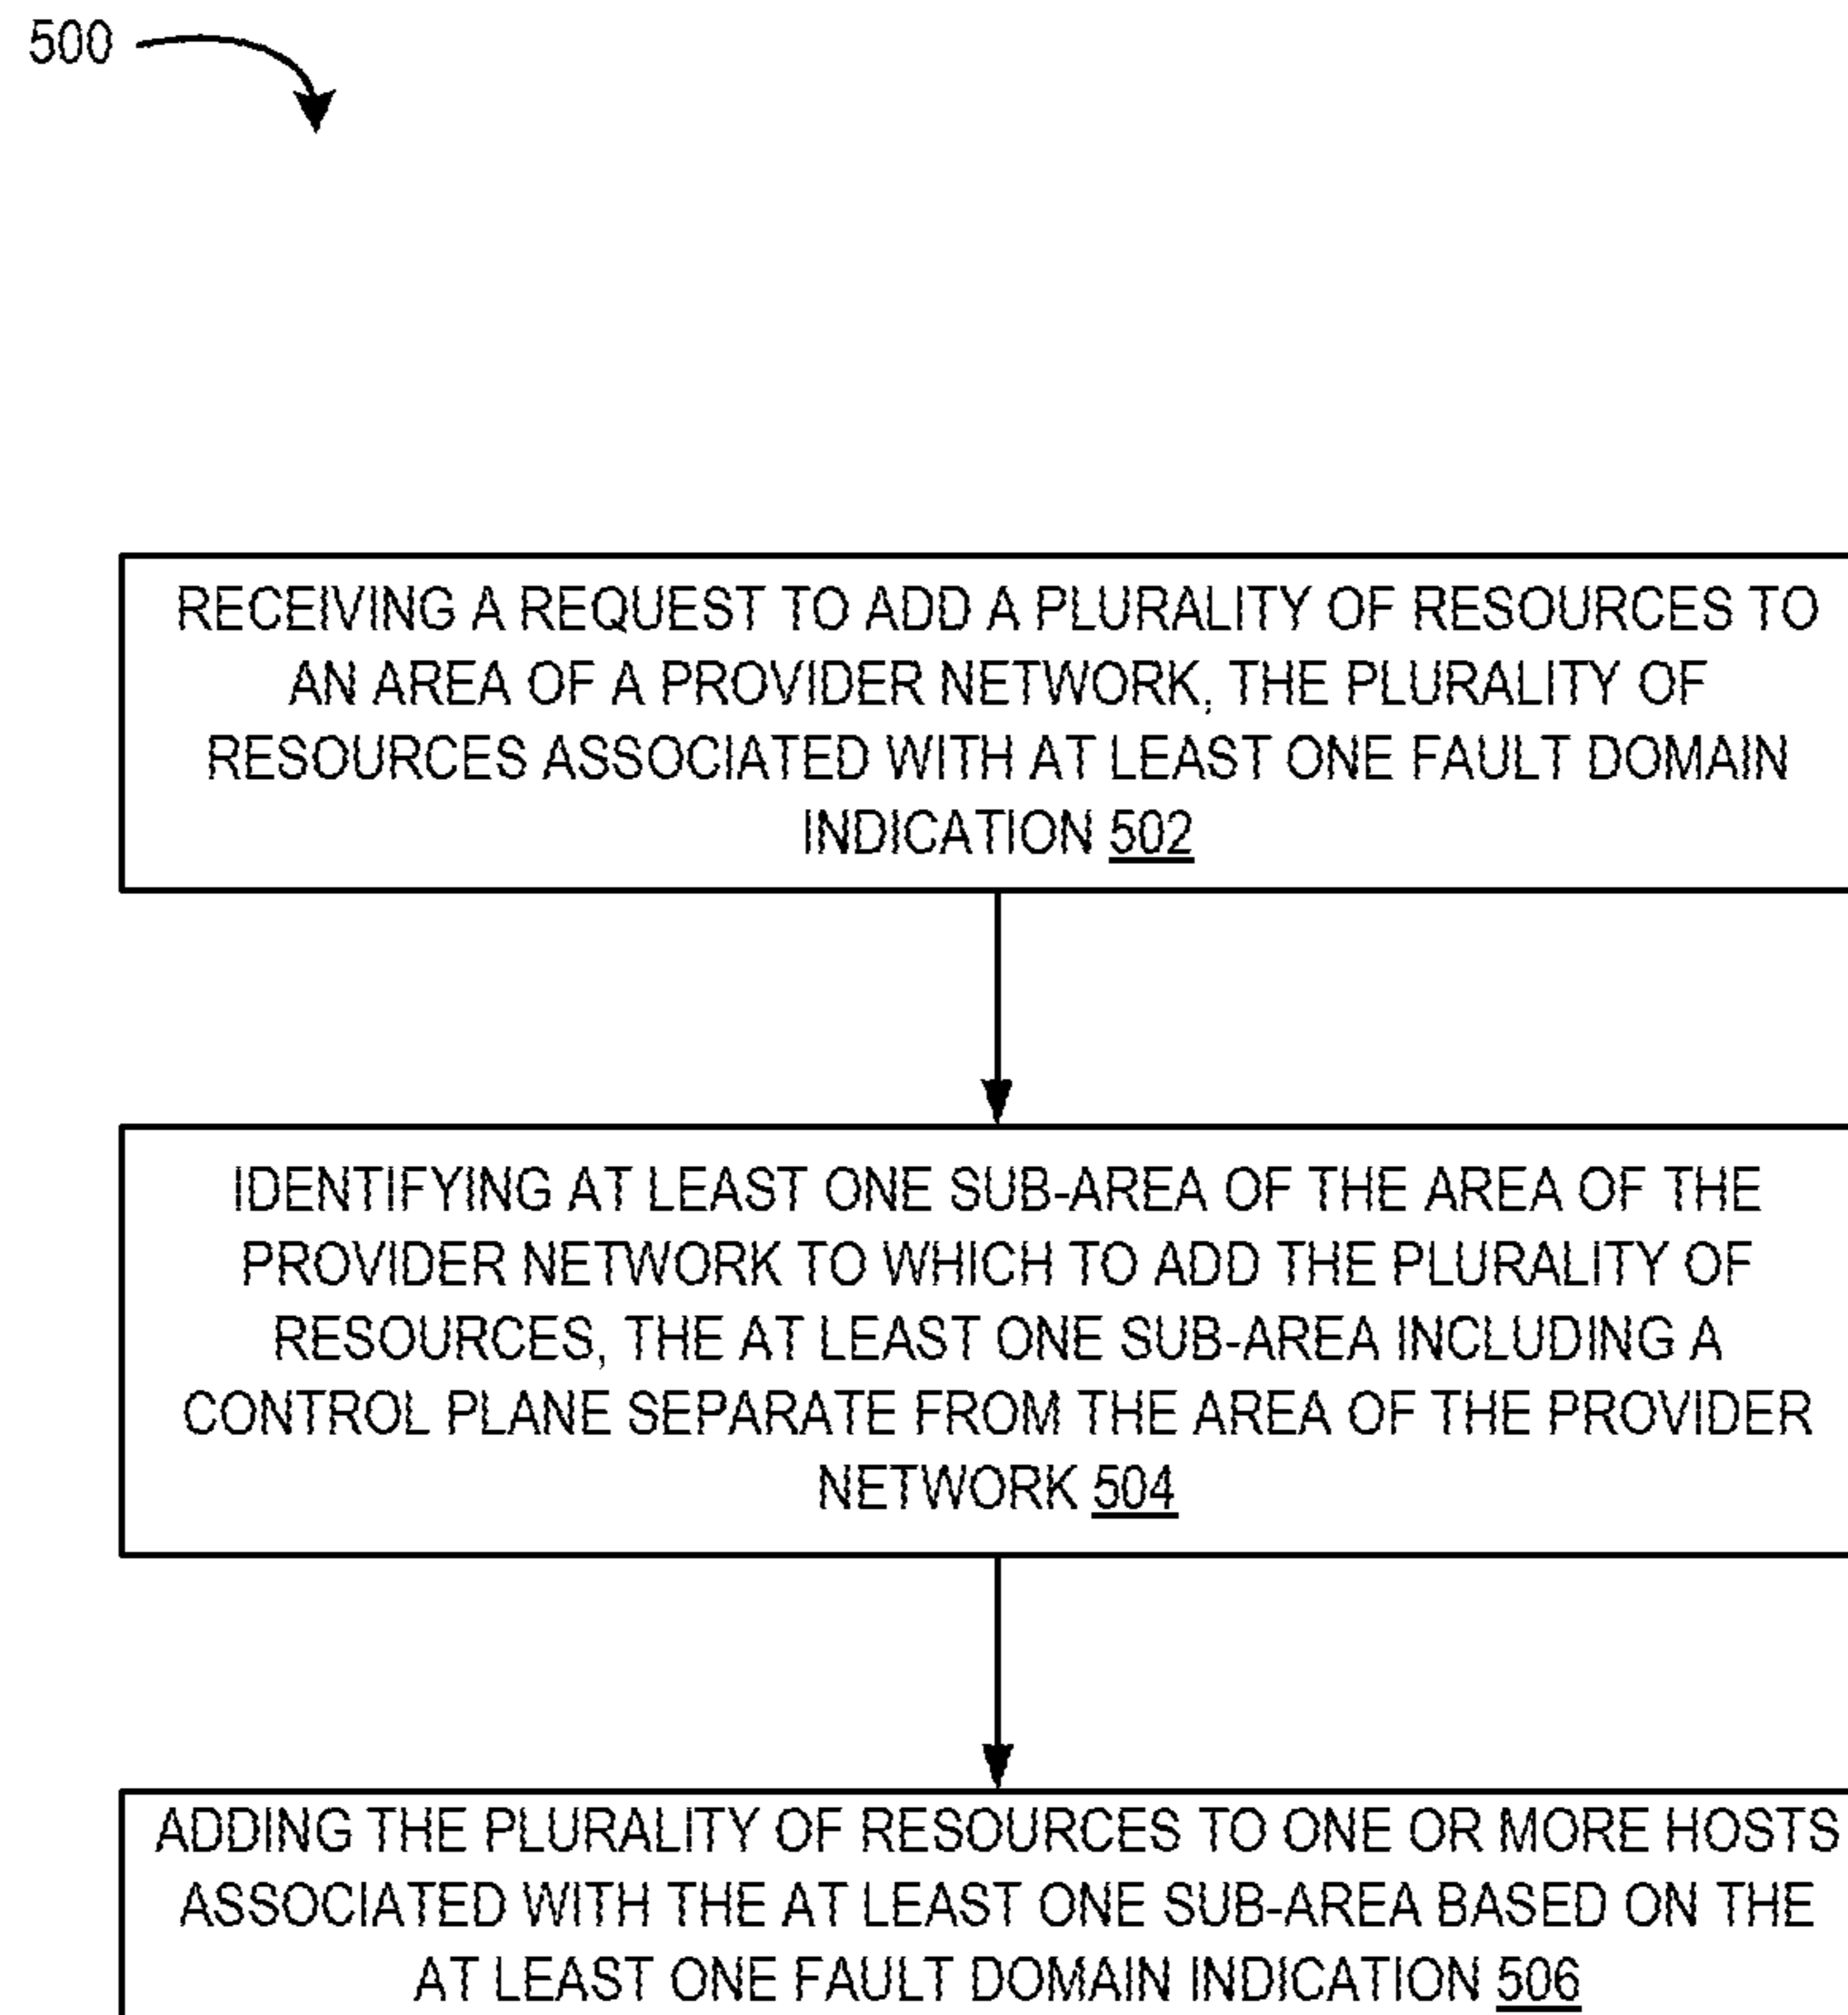 500
RECEIVING A REQUEST TO ADD A PLURALITY OF RESOURCES TO
AN AREA OF A PROVIDER NETWORK, THE PLURALITY OF
RESOURCES ASSOCIATED WITH AT LEAST ONE FAULT DOMAIN
INDICATION 502
IDENTIFYING AT LEAST ONE SUB-AREA OF THE AREA OF THE
PROVIDER NETWORK TO WHICH TO ADD THE PLURALITY OF
RESOURCES, THE AT LEAST ONE SUB-AREA INCLUDING A
CONTROL PLANE SEPARATE FROM THE AREA OF THE PROVIDER
NETWORK 504
ADDING THE PLURALITY OF RESOURCES TO ONE OR MORE HOSTS
ASSOCIATED WITH THE AT LEAST ONE SUB-AREA BASED ON THE
AT LEAST ONE FAULT DOMAIN INDICATION 506